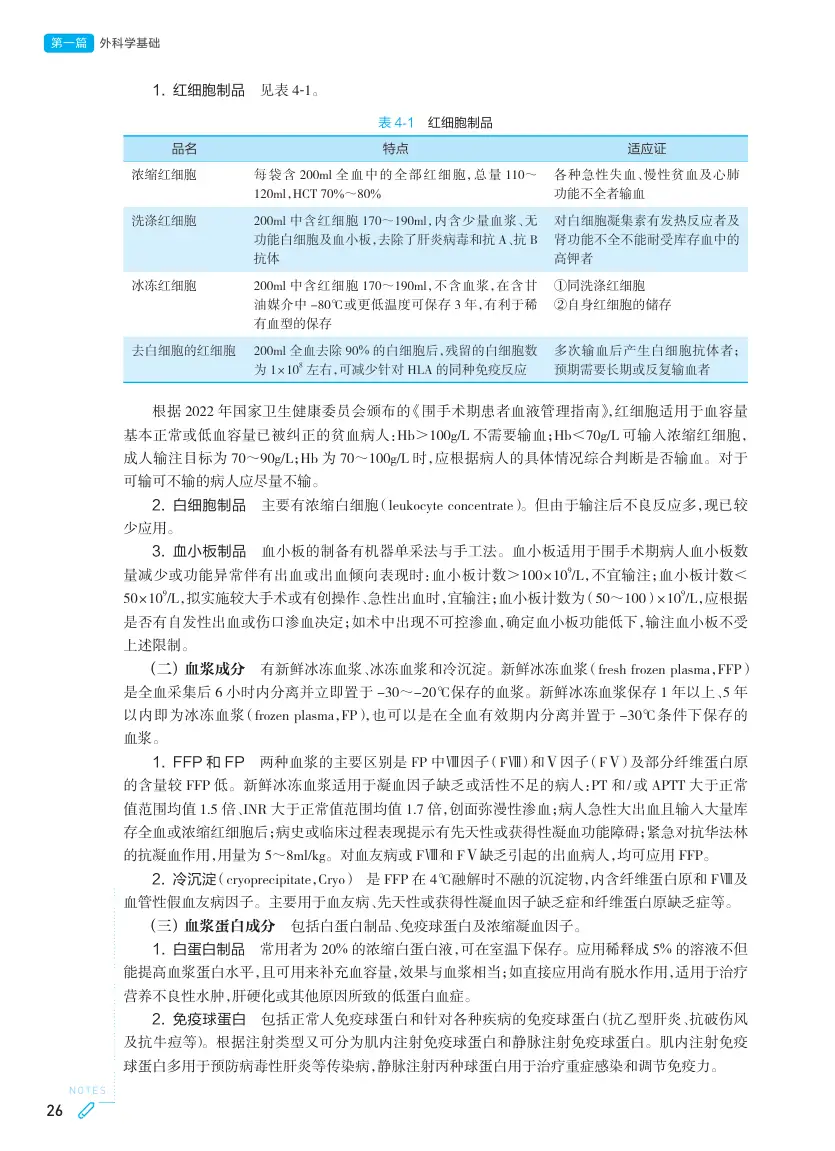 第一篇 外科学基础
1. 红细胞制品 见表 4-1。
表 4-1 红细胞制品
品名 特点 适应证
浓缩红细胞 每袋含 200ml 全血中的全部红细胞,总量 110～ 各种急性失血、慢性贫血及心肺
120ml,HCT 70%～80% 功能不全者输血
洗涤红细胞 200ml 中含红细胞 170～190ml,内含少量血浆、无 对白细胞凝集素有发热反应者及
功能白细胞及血小板,去除了肝炎病毒和抗 A、抗 B 肾功能不全不能耐受库存血中的
抗体 高钾者
冰冻红细胞 200ml 中含红细胞 170～190ml,不含血浆,在含甘 ①同洗涤红细胞
油媒介中 –80℃或更低温度可保存 3 年,有利于稀 ②自身红细胞的储存
有血型的保存
去白细胞的红细胞 200ml 全血去除 90% 的白细胞后,残留的白细胞数 多次输血后产生白细胞抗体者;
为 1×10⁸ 左右,可减少针对 HLA 的同种免疫反应 预期需要长期或反复输血者
根据 2022 年国家卫生健康委员会颁布的《围手术期患者血液管理指南》,红细胞适用于血容量
基本正常或低血容量已被纠正的贫血病人:Hb＞100g/L 不需要输血;Hb＜70g/L 可输入浓缩红细胞,
成人输注目标为 70～90g/L;Hb 为 70～100g/L 时,应根据病人的具体情况综合判断是否输血。对于
可输可不输的病人应尽量不输。
2. 白细胞制品 主要有浓缩白细胞(leukocyte concentrate)。但由于输注后不良反应多,现已较
少应用。
3. 血小板制品 血小板的制备有机器单采法与手工法。血小板适用于围手术期病人血小板数
量减少或功能异常伴有出血或出血倾向表现时:血小板计数＞100×10⁹/L,不宜输注;血小板计数＜
50×10⁹/L,拟实施较大手术或有创操作、急性出血时,宜输注;血小板计数为(50～100)×10⁹/L,应根据
是否有自发性出血或伤口渗血决定;如术中出现不可控渗血,确定血小板功能低下,输注血小板不受
上述限制。
(二) 血浆成分 有新鲜冰冻血浆、冰冻血浆和冷沉淀。新鲜冰冻血浆(fresh frozen plasma,FFP)
是全血采集后 6 小时内分离并立即置于 –30～–20℃保存的血浆。新鲜冰冻血浆保存 1 年以上、5 年
以内即为冰冻血浆(frozen plasma,FP),也可以是在全血有效期内分离并置于 –30℃条件下保存的
血浆。
1. FFP 和 FP 两种血浆的主要区别是 FP 中Ⅷ因子(FⅧ)和Ⅴ因子(FⅤ)及部分纤维蛋白原
的含量较 FFP 低。新鲜冰冻血浆适用于凝血因子缺乏或活性不足的病人:PT 和/或 APTT 大于正常
值范围均值 1.5 倍、INR 大于正常值范围均值 1.7 倍,创面弥漫性渗血;病人急性大出血且输入大量库
存全血或浓缩红细胞后;病史或临床过程表现提示有先天性或获得性凝血功能障碍;紧急对抗华法林
的抗凝血作用,用量为 5～8ml/kg。对血友病或 FⅧ和 FⅤ缺乏引起的出血病人,均可应用 FFP。
2. 冷沉淀(cryoprecipitate,Cryo) 是 FFP 在 4℃融解时不融的沉淀物,内含纤维蛋白原和 FⅧ及
血管性假血友病因子。主要用于血友病、先天性或获得性凝血因子缺乏症和纤维蛋白原缺乏症等。
(三) 血浆蛋白成分 包括白蛋白制品、免疫球蛋白及浓缩凝血因子。
1. 白蛋白制品 常用者为 20% 的浓缩白蛋白液,可在室温下保存。应用稀释成 5% 的溶液不但
能提高血浆蛋白水平,且可用来补充血容量,效果与血浆相当;如直接应用尚有脱水作用,适用于治疗
营养不良性水肿,肝硬化或其他原因所致的低蛋白血症。
2. 免疫球蛋白 包括正常人免疫球蛋白和针对各种疾病的免疫球蛋白(抗乙型肝炎、抗破伤风
及抗牛痘等)。根据注射类型又可分为肌内注射免疫球蛋白和静脉注射免疫球蛋白。肌内注射免疫
球蛋白多用于预防病毒性肝炎等传染病,静脉注射丙种球蛋白用于治疗重症感染和调节免疫力。
NOTES
26